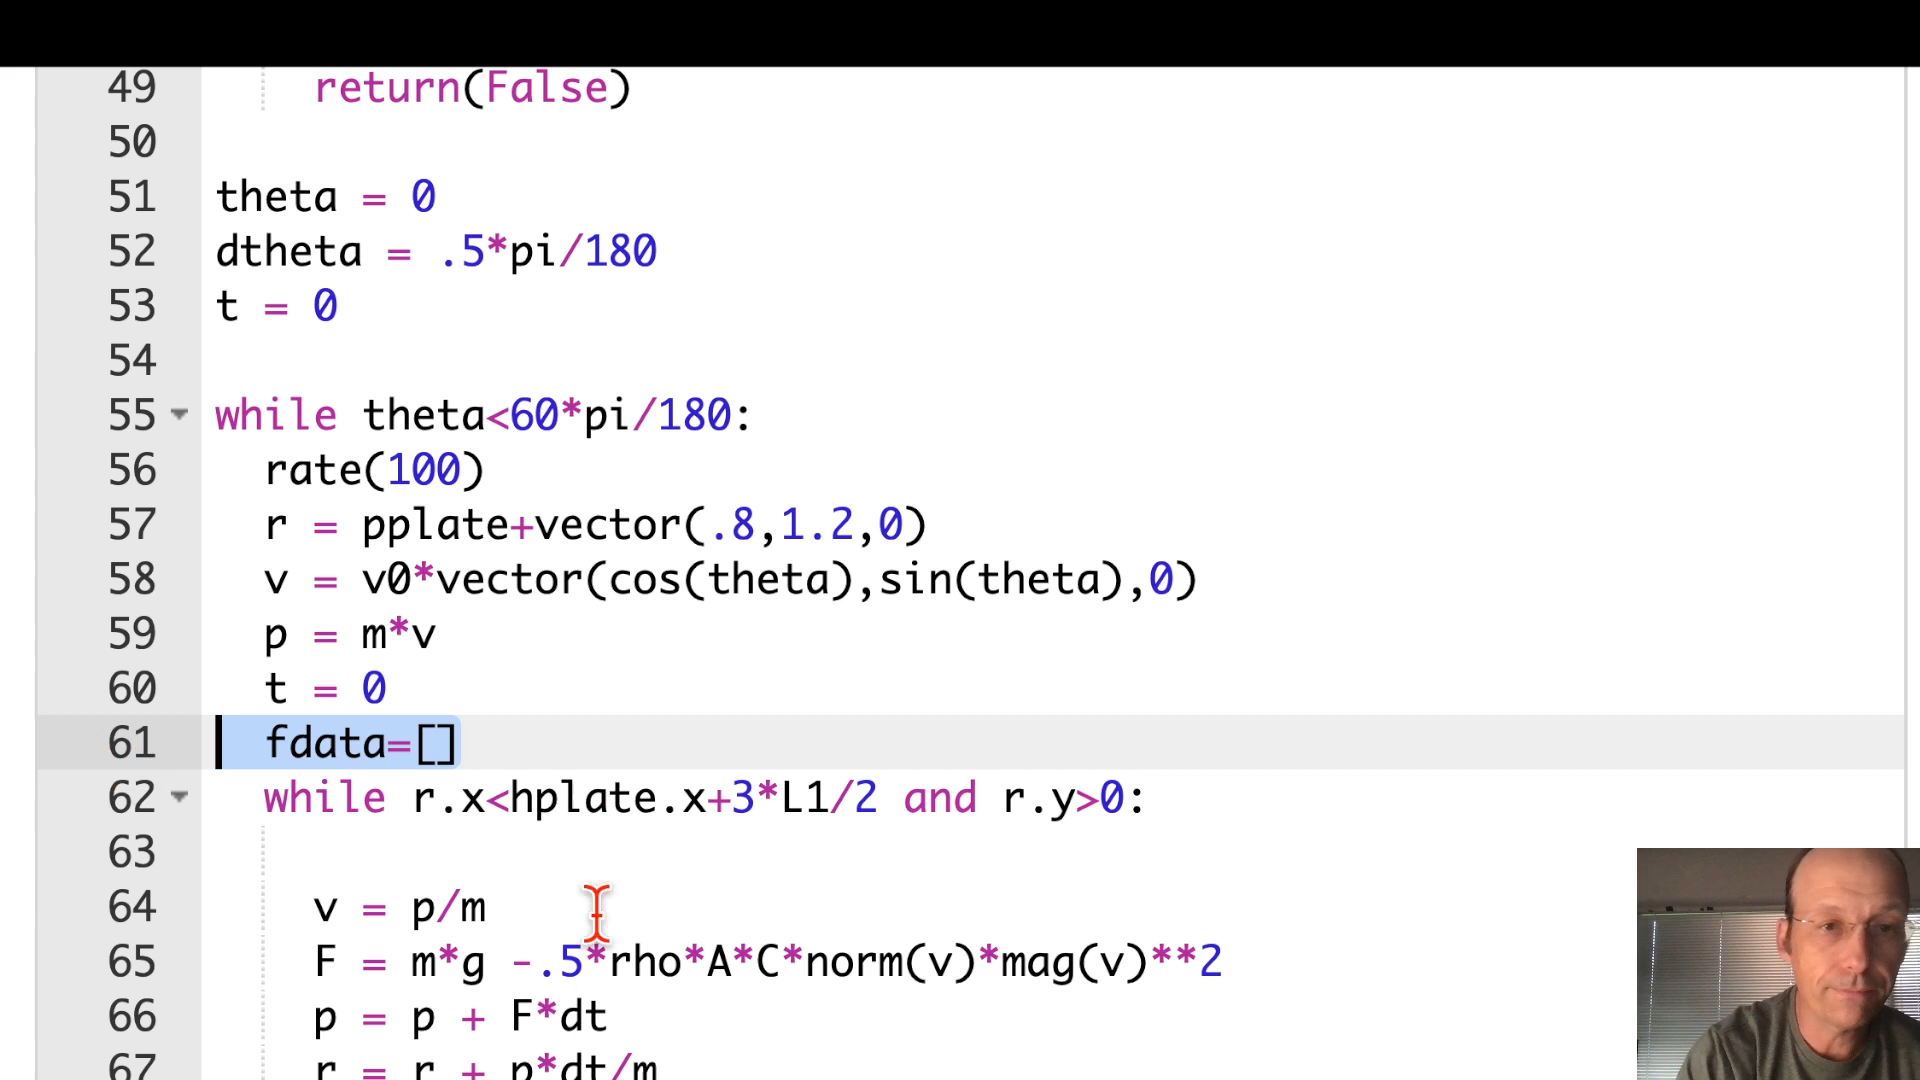 49 return(False)
50
51 theta = 0
52 dtheta = .5*pi/180
53 t = 0
54
55 while theta<60*pi/180:
56 rate(100)
57 r = pplate+vector(.8,1.2,0)
58 v = v0*vector(cos(theta),sin(theta),0)
59 p = m*v
60 t = 0
61 fdata=[]
62 while r.x<hplate.x+3*L1/2 and r.y>0:
63
64 v = p/m
65 F = m*g -.5*rho*A*C*norm(v)*mag(v)**2
66 p = p + F*dt
67 r = r + p*dt/m